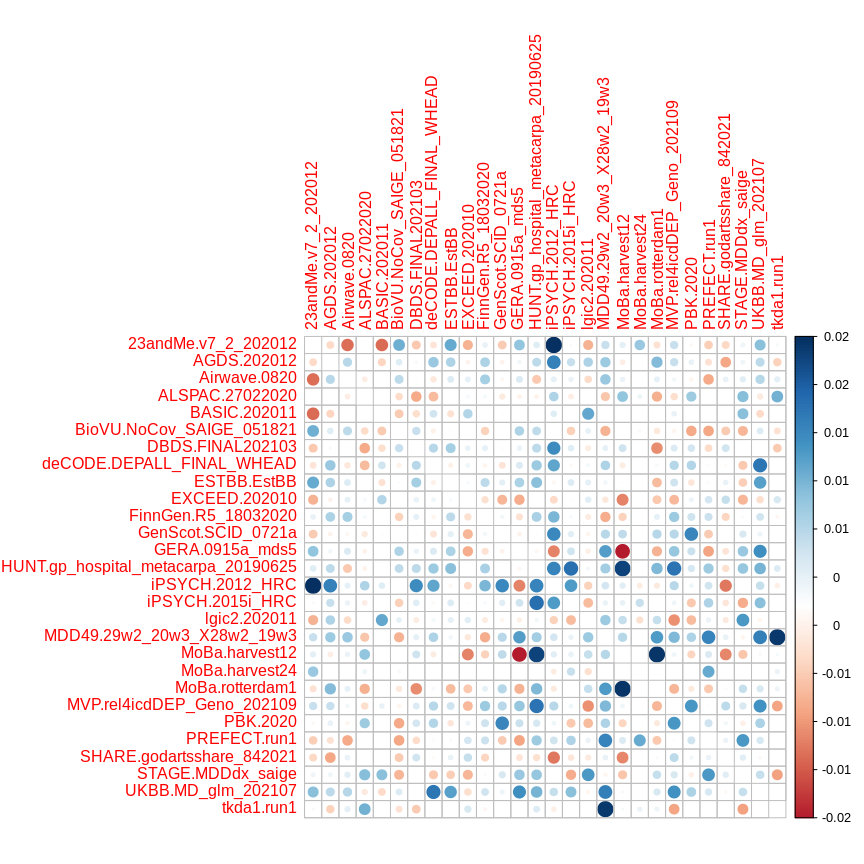 23andMe.v7_2_202012
AGDS.202012
Airwave.0820
ALSPAC.27022020
BASIC.202011
BioVU.NoCov_SAIGE_051821
DBDS.FINAL202103
deCODE.DEPALL_FINAL_WHEAD
ESTBB.EstBB
EXCEED.202010
FinnGen.R5_18032020
GenScot.SCID_0721a
GERA.0915a_mds5
HUNT.gp_hospital_metacarpa_20190625
iPSYCH.2012_HRC
iPSYCH.2015i_HRC
lgic2.202011
MDD49.29w2_20w3_X28w2_19w3
MoBa.harvest12
MoBa.harvest24
MoBa.rotterdam1
MVP.rel4icdDEP_Geno_202109
PBK.2020
PREFECT.run1
SHARE.godartsshare_842021
STAGE.MDDdx_saige
UKBB.MD_glm_202107
tkda1.run1
23andMe.v7_2_202012
AGDS.202012
Airwave.0820
ALSPAC.27022020
BASIC.202011
BioVU.NoCov_SAIGE_051821
DBDS.FINAL202103
deCODE.DEPALL_FINAL_WHEAD
ESTBB.EstBB
EXCEED.202010
FinnGen.R5_18032020
GenScot.SCID_0721a
GERA.0915a_mds5
HUNT.gp_hospital_metacarpa_20190625
iPSYCH.2012_HRC
iPSYCH.2015i_HRC
lgic2.202011
MDD49.29w2_20w3_X28w2_19w3
MoBa.harvest12
MoBa.harvest24
MoBa.rotterdam1
MVP.rel4icdDEP_Geno_202109
PBK.2020
PREFECT.run1
SHARE.godartsshare_842021
STAGE.MDDdx_saige
UKBB.MD_glm_202107
tkda1.run1
0.02
0.02
0.01
0.01
0.01
0
0
-0.01
-0.01
-0.01
-0.02